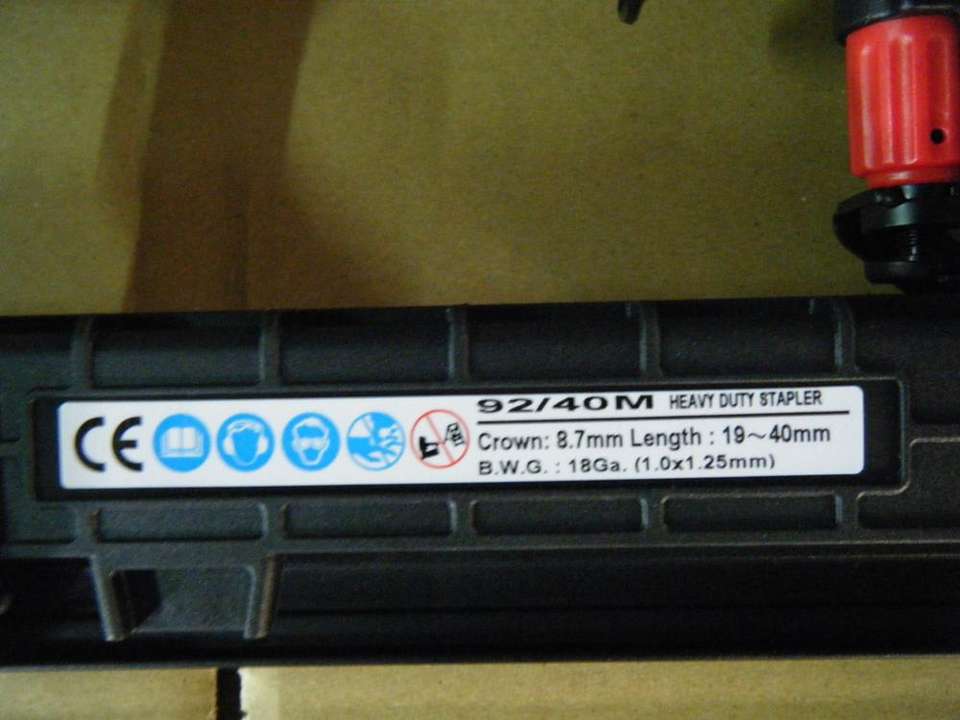 CE
92/40M HEAVY DUTY STAPLER
Crown: 8.7mm Length : 19~40mm
B.W.G. : 18Ga. (1.0x1.25mm)